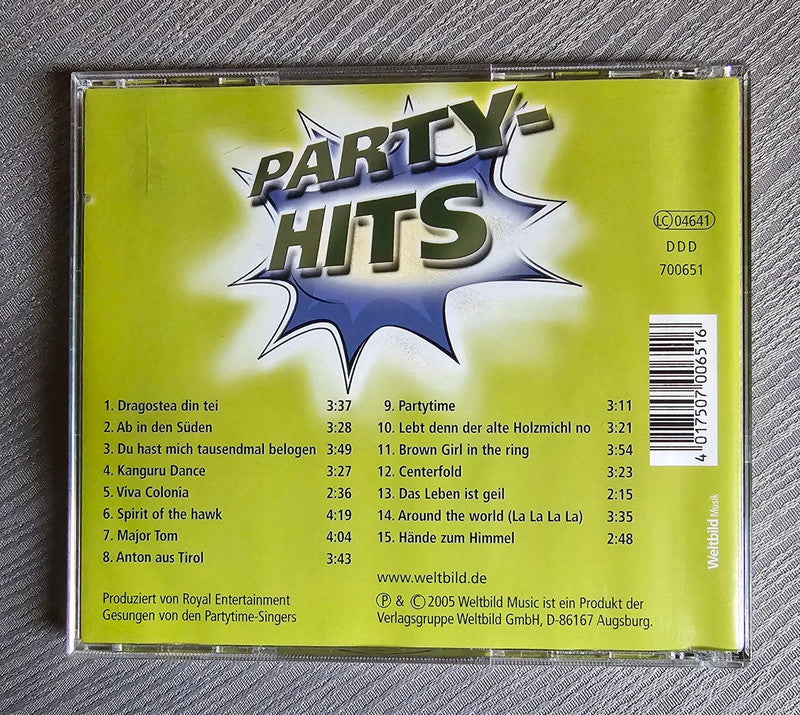 PARTY-
HITS
LC 04641
DDD
700651
1. Dragostea din tei 3:37
2. Ab in den Süden 3:28
3. Du hast mich tausendmal belogen 3:49
4. Kanguru Dance 3:27
5. Viva Colonia 2:36
6. Spirit of the hawk 4:19
7. Major Tom 4:04
8. Anton aus Tirol 3:43
9. Partytime 3:11
10. Lebt denn der alte Holzmichl no 3:21
11. Brown Girl in the ring 3:54
12. Centerfold 3:23
13. Das Leben ist geil 2:15
14. Around the world (La La La La) 3:35
15. Hände zum Himmel 2:48
4 017507 006516
Weltbild Musik
Produziert von Royal Entertainment
Gesungen von den Partytime-Singers
www.weltbild.de
Ⓟ & © 2005 Weltbild Music ist ein Produkt der
Verlagsgruppe Weltbild GmbH, D-86167 Augsburg.